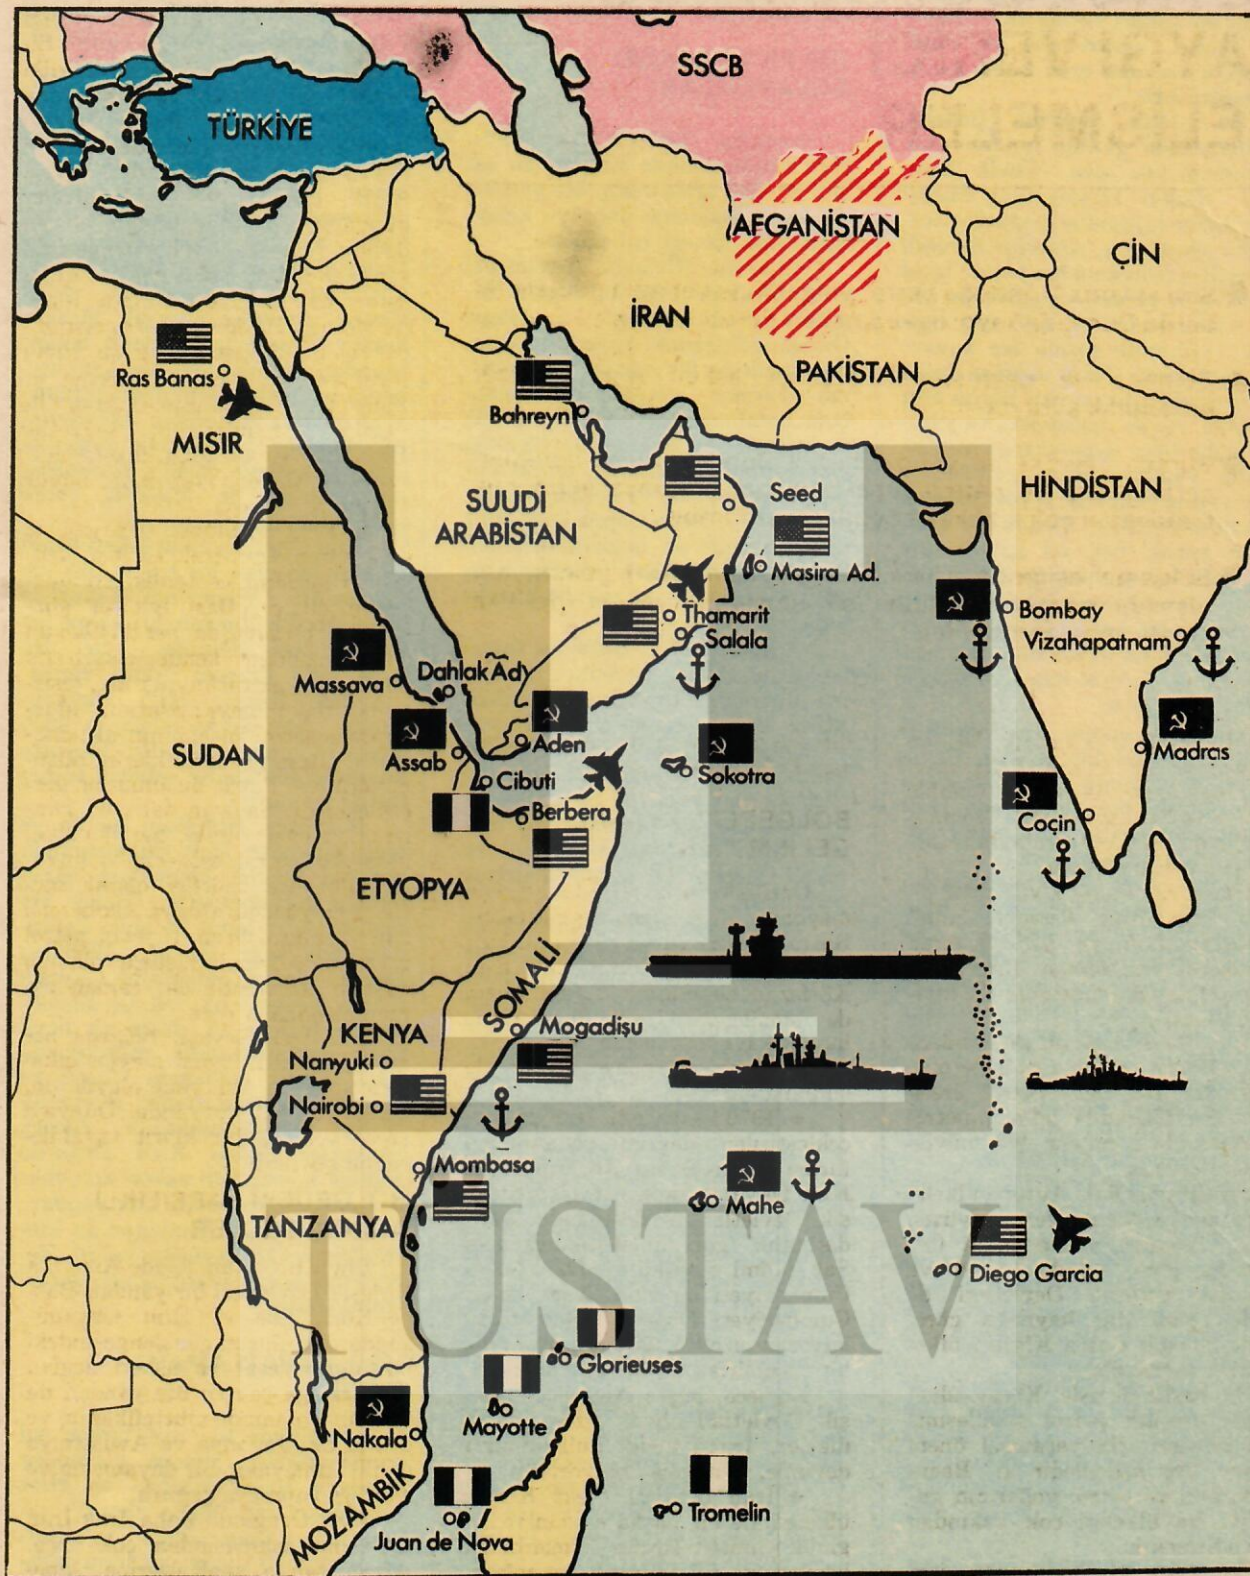 SSCB
TÜRKİYE
AFGANİSTAN
ÇİN
İRAN
PAKİSTAN
Ras Banas
Bahreyn
MISIR
HİNDİSTAN
SUUDİ
ARABİSTAN
Seed
Masira Ad.
Thamarit
Salala
Bombay
Vizahapatnam
Massava
Dahlak Ad
SUDAN
Assab
Aden
Sokotra
Madras
Cibuti
Berbera
Coçin
ETYOPYA
SOMALİ
KENYA
Mogadişu
Nanyuki
Nairobi
Mombasa
Mahe
TANZANYA
Diego Garcia
TUSTAV
Glorieuses
Mayotte
Nakala
MOZAMBİK
Tromelin
Juan de Nova